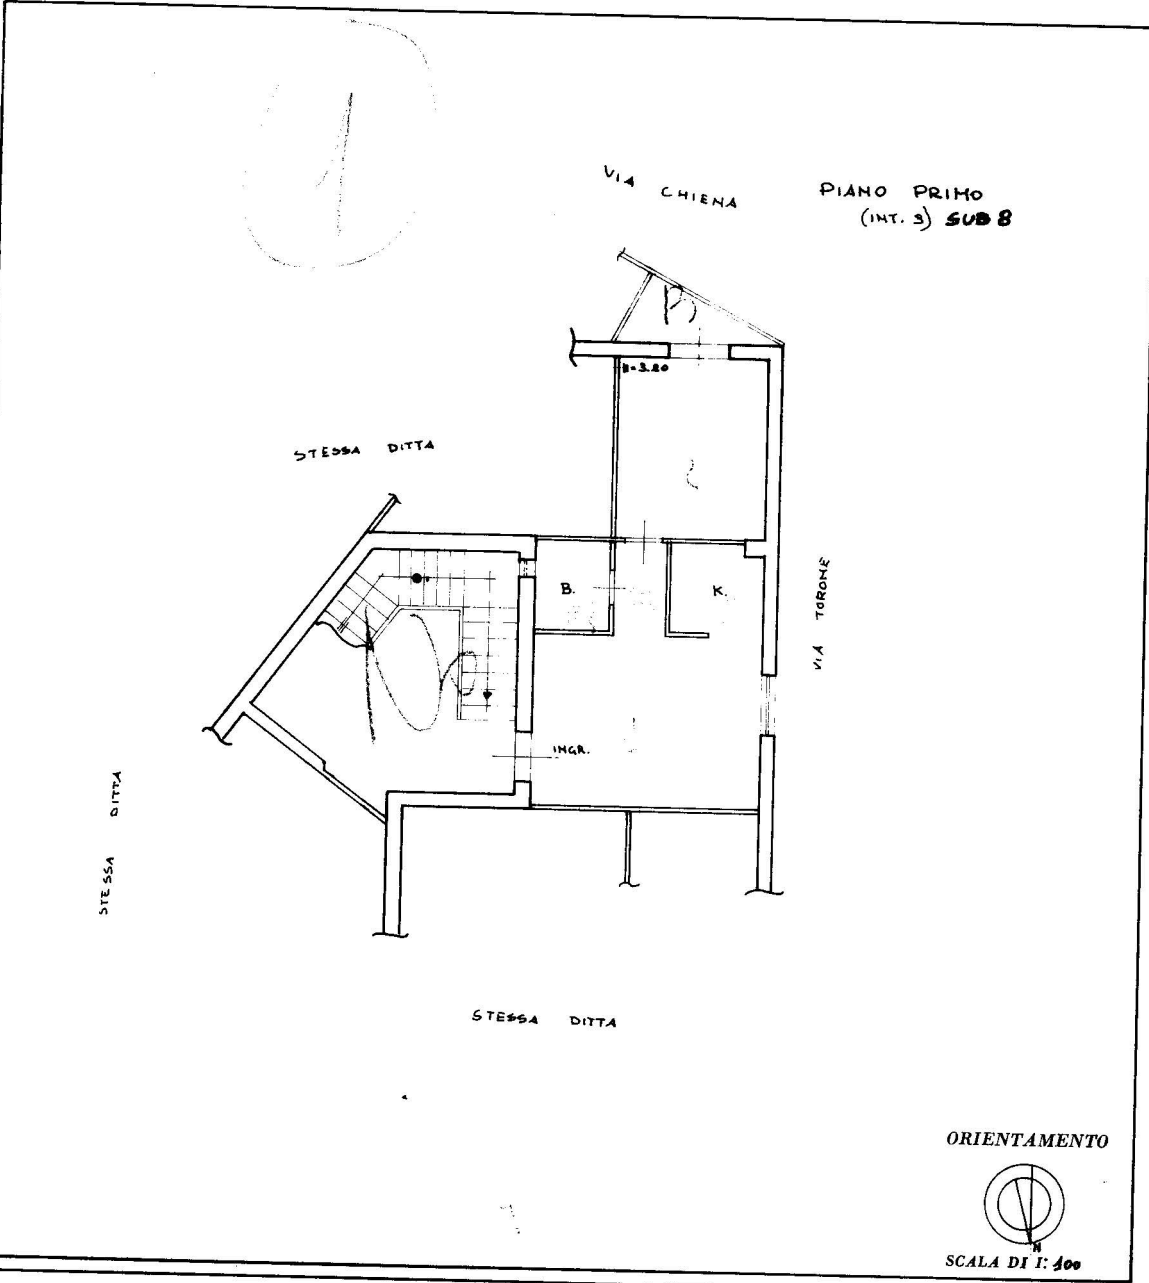 VIA CHIENA
PIANO PRIMO
(INT. 3) SUB 8
H=3.20
STESSA DITTA
B.
K.
VIA TORONE
INGR.
STESSA DITTA
STESSA DITTA
ORIENTAMENTO
N
SCALA DI 1:100